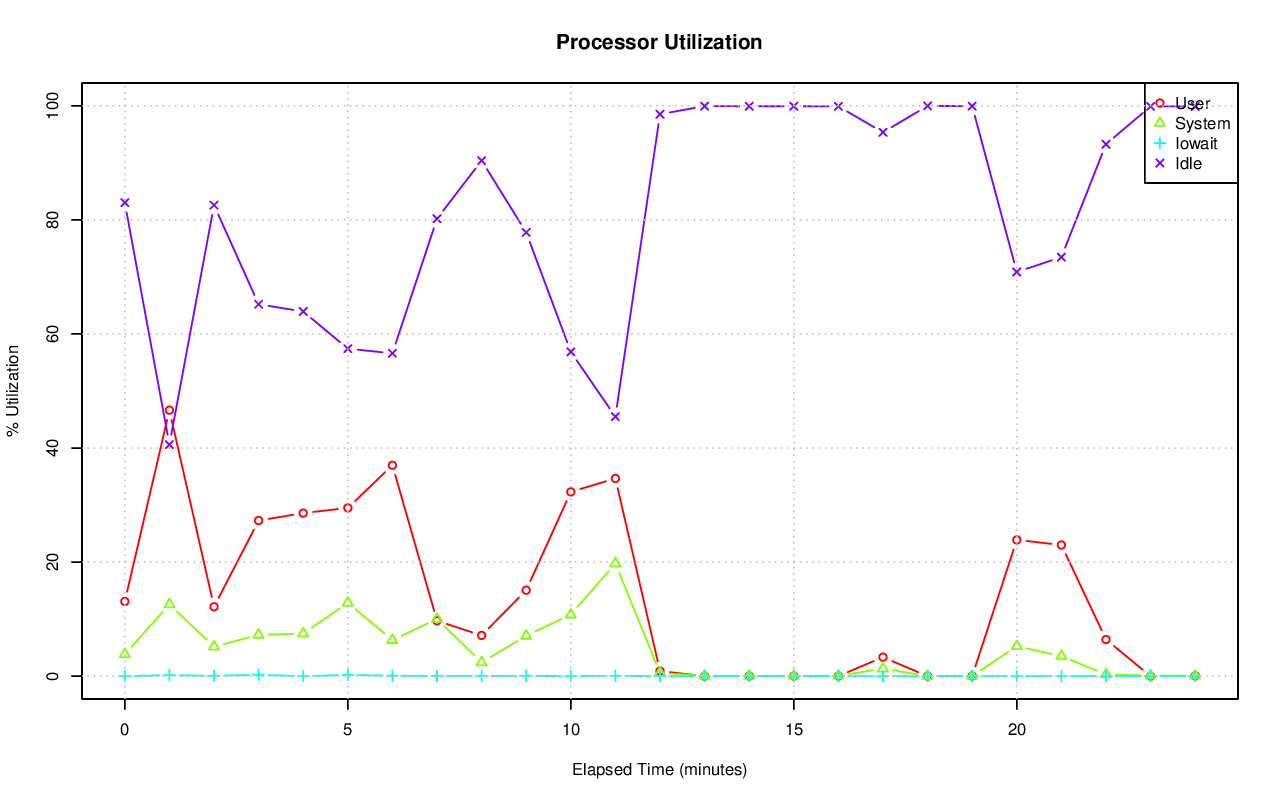 Processor Utilization
% Utilization
100
80
60
40
20
0
User
System
Iowait
Idle
0 5 10 15 20
Elapsed Time (minutes)